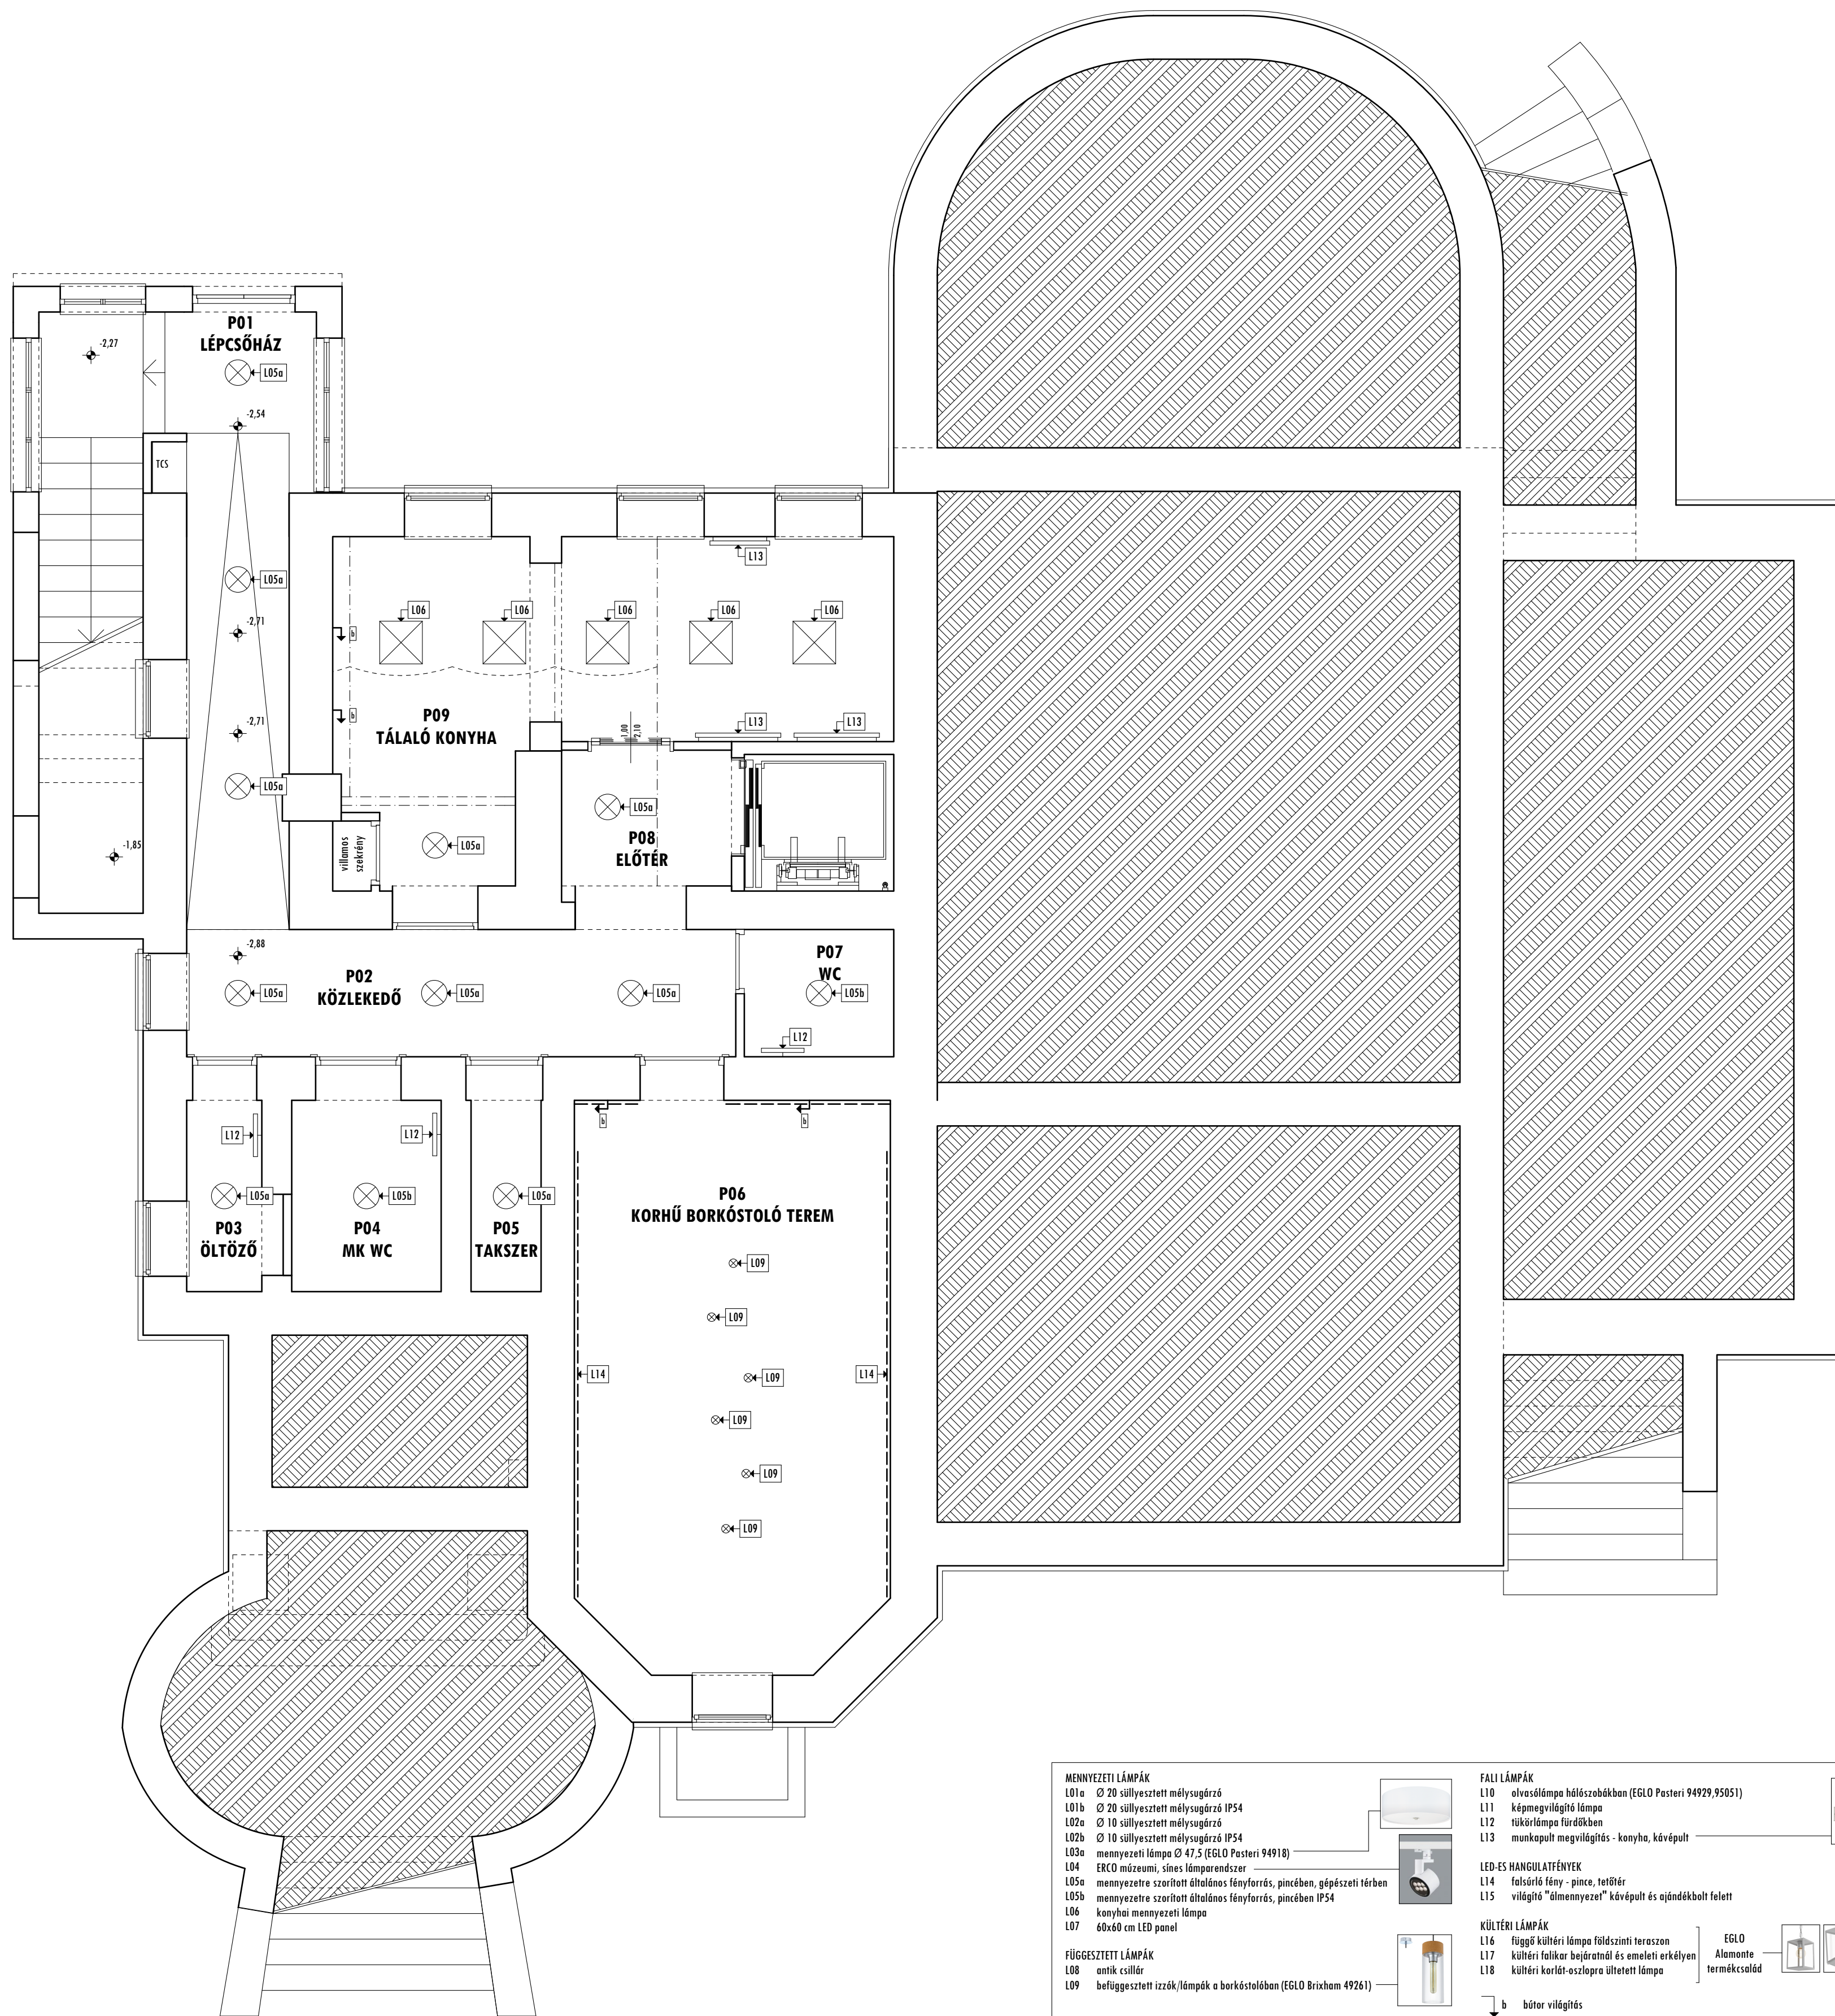 P01
LÉPCSŐHÁZ
-2,27
L05a
-2,54
TCS
L13
L05a
L06
L06
L06
L06
L06
-2,71
b
b
P09
TÁLALÓ KONYHA
-2,71
1,00
2,10
L13
L13
L05a
L05a
P08
ELŐTÉR
-1,85
villamos
szekrény
L05a
-2,88
P02
KÖZLEKEDŐ
P07
WC
L05a
L05a
L05a
L05b
L12
b
b
L12
L12
L05a
L05b
L05a
P03
ÖLTÖZŐ
P04
MK WC
P05
TAKSZER
P06
KORHŰ BORKÓSTOLÓ TEREM
L09
L09
L14
L09
L14
L09
L09
L09
MENNYEZETI LÁMPÁK
L01a Ø 20 süllyesztett mélysugárzó
L01b Ø 20 süllyesztett mélysugárzó IP54
L02a Ø 10 süllyesztett mélysugárzó
L02b Ø 10 süllyesztett mélysugárzó IP54
L03a mennyezeti lámpa Ø 47,5 (EGLO Pasteri 94918)
L04 ERCO múzeumi, sínes lámparendszer
L05a mennyezetre szorított általános fényforrás, pincében, gépészeti térben
L05b mennyezetre szorított általános fényforrás, pincében IP54
L06 konyhai mennyezeti lámpa
L07 60x60 cm LED panel
FÜGGESZTETT LÁMPÁK
L08 antik csillár
L09 befüggesztett izzók/lámpák a borkóstolóban (EGLO Brixham 49261)
FALI LÁMPÁK
L10 olvasólámpa hálószobákban (EGLO Pasteri 94929,95051)
L11 képmegvilágító lámpa
L12 tükörlámpa fürdőkben
L13 munkapult megvilágítás - konyha, kávépult
LED-ES HANGULATFÉNYEK
L14 falsúrló fény - pince, tetőtér
L15 világító "álmennyezet" kávépult és ajándékbolt felett
KÜLTÉRI LÁMPÁK
L16 függő kültéri lámpa földszinti teraszon
L17 kültéri falikar bejáratnál és emeleti erkélyen
L18 kültéri korlát-oszlopra ültetett lámpa
EGLO
Alamonte
termékcsalád
b bútor világítás